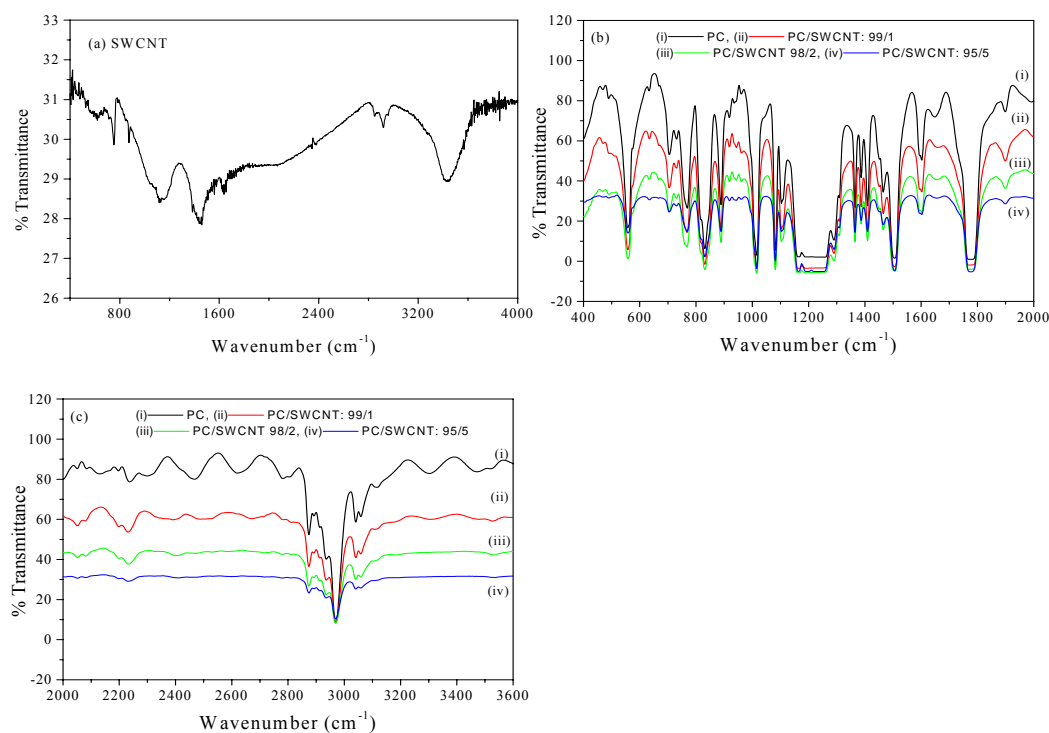 (a) SWCNT
33
32
31
30
29
28
27
26
% Transmittance
800 1600 2400 3200 4000
Wavenumber (cm-1)
(b)
(i) PC, (ii) PC/SWCNT: 99/1
(iii) PC/SWCNT 98/2, (iv) PC/SWCNT: 95/5
120
100
80
60
40
20
0
-20
% Transmittance
(i)
(ii)
(iii)
(iv)
400 600 800 1000 1200 1400 1600 1800 2000
Wavenumber (cm-1)
(c)
(i) PC, (ii) PC/SWCNT: 99/1
(iii) PC/SWCNT 98/2, (iv) PC/SWCNT: 95/5
120
100
80
60
40
20
0
-20
% Transmittance
(i)
(ii)
(iii)
(iv)
2000 2200 2400 2600 2800 3000 3200 3400 3600
Wavenumber (cm-1)